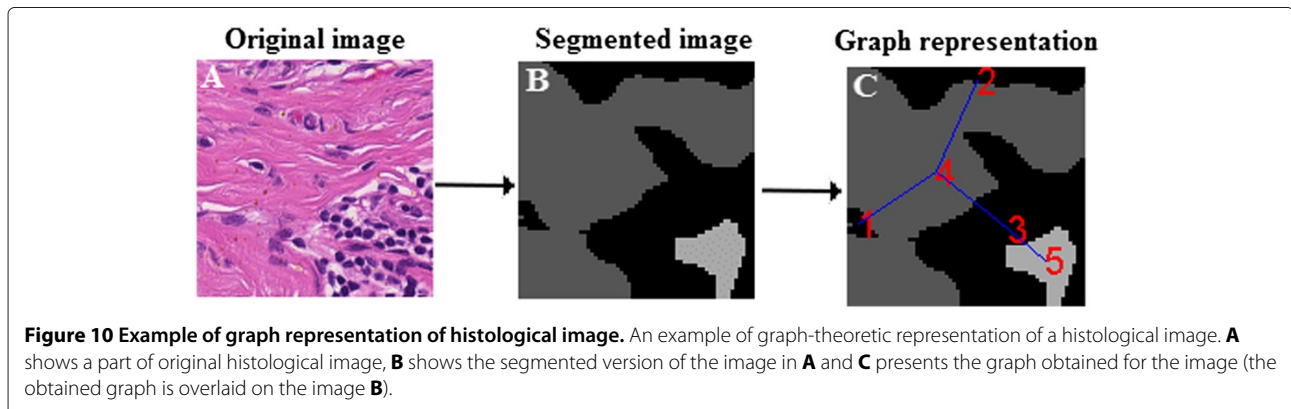 Original image
Segmented image
Graph representation
A
B
C
2
4
1
3
5
Figure 10 Example of graph representation of histological image. An example of graph-theoretic representation of a histological image. A
shows a part of original histological image, B shows the segmented version of the image in A and C presents the graph obtained for the image (the
obtained graph is overlaid on the image B).